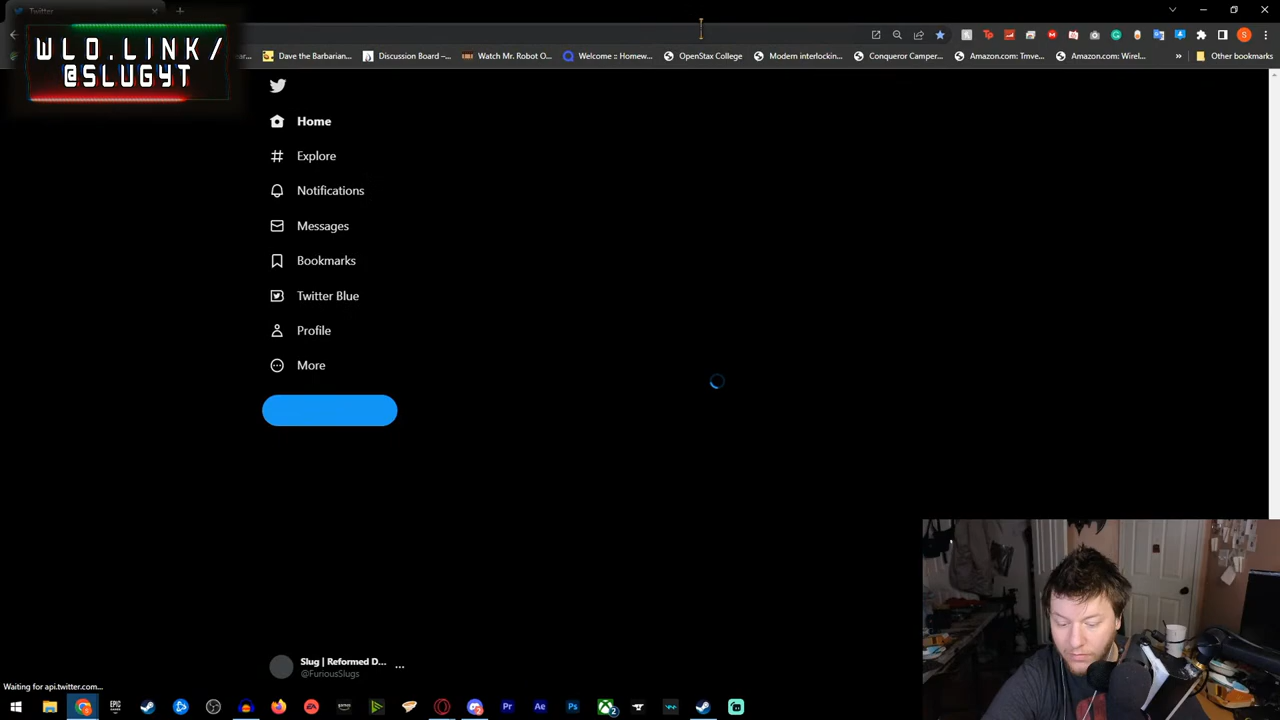 Twitter
WLO.LINK/
@SLUGYT
Dave the Barbarian...
Discussion Board –...
Watch Mr. Robot O...
Welcome :: Homew...
OpenStax College
Modern interlockin...
Conqueror Camper...
Amazon.com: Tmve...
Amazon.com: Wirel...
»
Other bookmarks
Home
Explore
Notifications
Messages
Bookmarks
Twitter Blue
Profile
More
Slug | Reformed D...
@FuriousSlugs
Waiting for api.twitter.com...